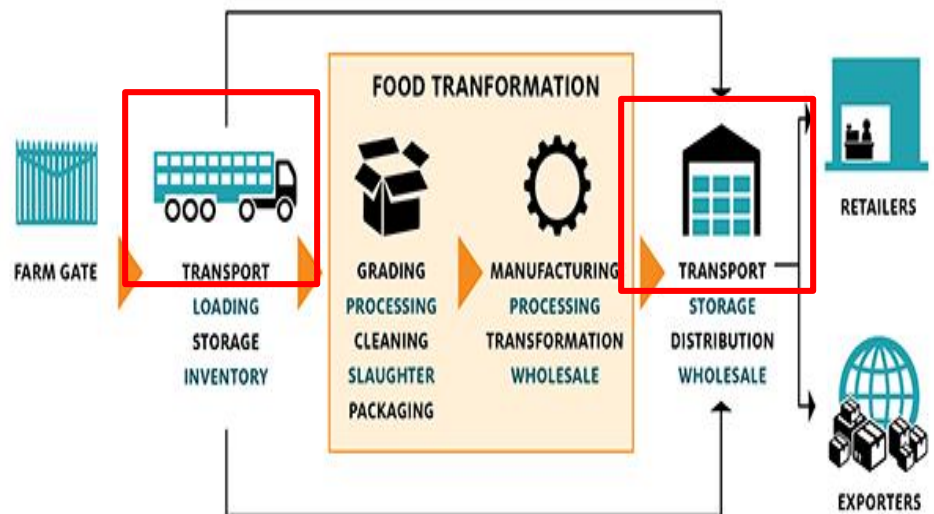 FOOD TRANFORMATION
FARM GATE
TRANSPORT
LOADING
STORAGE
INVENTORY
GRADING
PROCESSING
CLEANING
SLAUGHTER
PACKAGING
MANUFACTURING
PROCESSING
TRANSFORMATION
WHOLESALE
TRANSPORT
STORAGE
DISTRIBUTION
WHOLESALE
RETAILERS
EXPORTERS